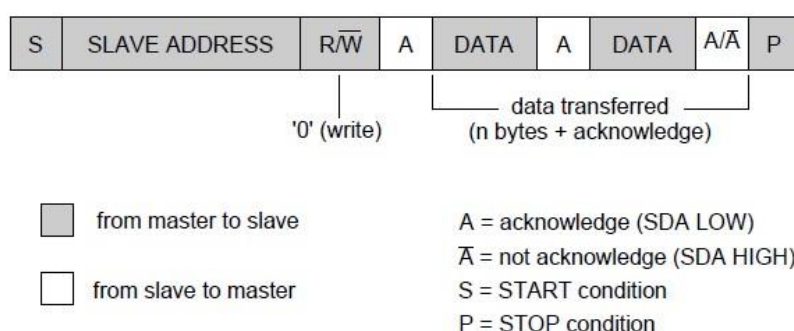 S SLAVE ADDRESS R/W̅ A DATA A DATA A/A̅ P
'0' (write)
data transferred
(n bytes + acknowledge)
from master to slave
from slave to master
A = acknowledge (SDA LOW)
A̅ = not acknowledge (SDA HIGH)
S = START condition
P = STOP condition